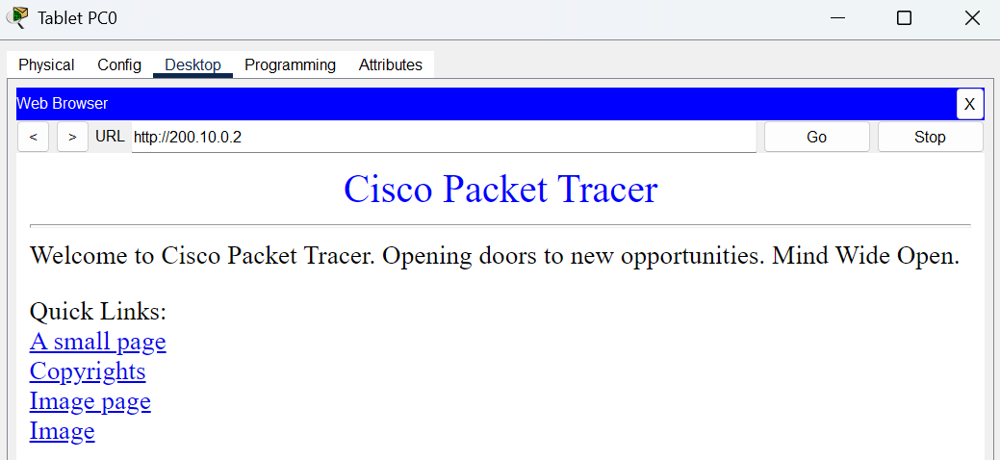 Tablet PC0
Physical Config Desktop Programming Attributes
Web Browser X
< > URL http://200.10.0.2 Go Stop
Cisco Packet Tracer
Welcome to Cisco Packet Tracer. Opening doors to new opportunities. Mind Wide Open.
Quick Links:
A small page
Copyrights
Image page
Image